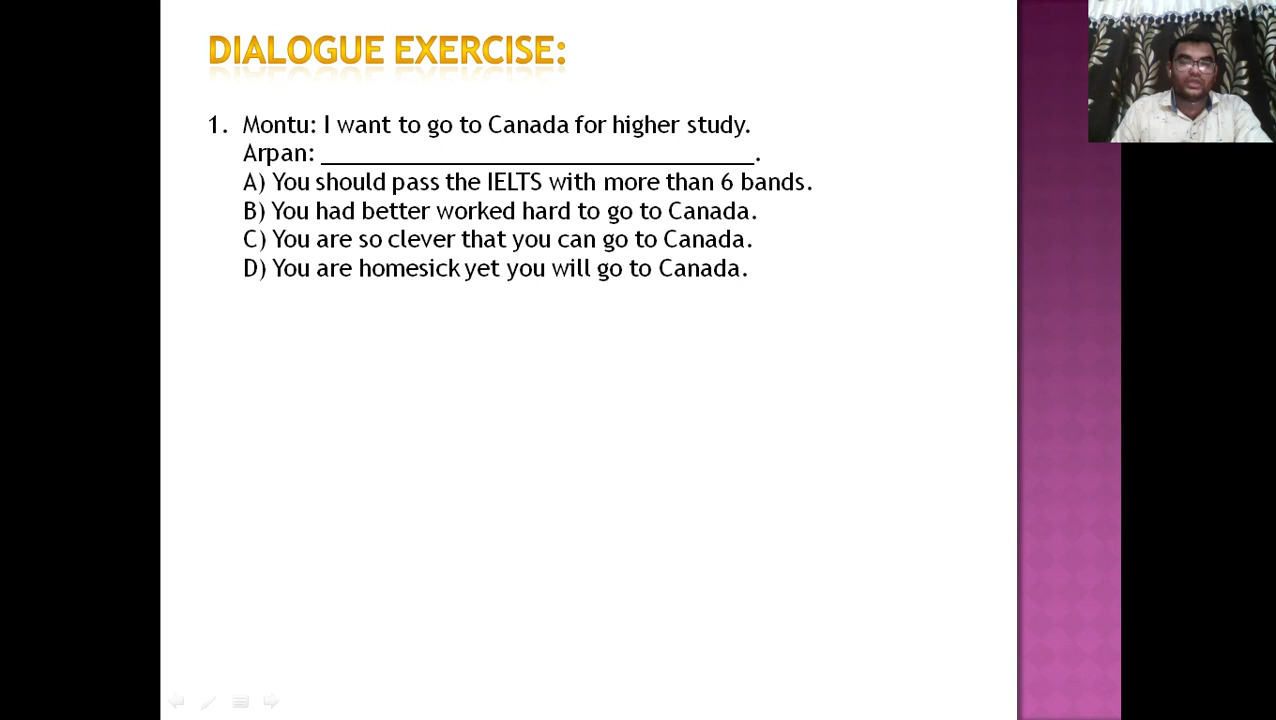 DIALOGUE EXERCISE:
1. Montu: I want to go to Canada for higher study.
Arpan: _________________________________.
A) You should pass the IELTS with more than 6 bands.
B) You had better worked hard to go to Canada.
C) You are so clever that you can go to Canada.
D) You are homesick yet you will go to Canada.